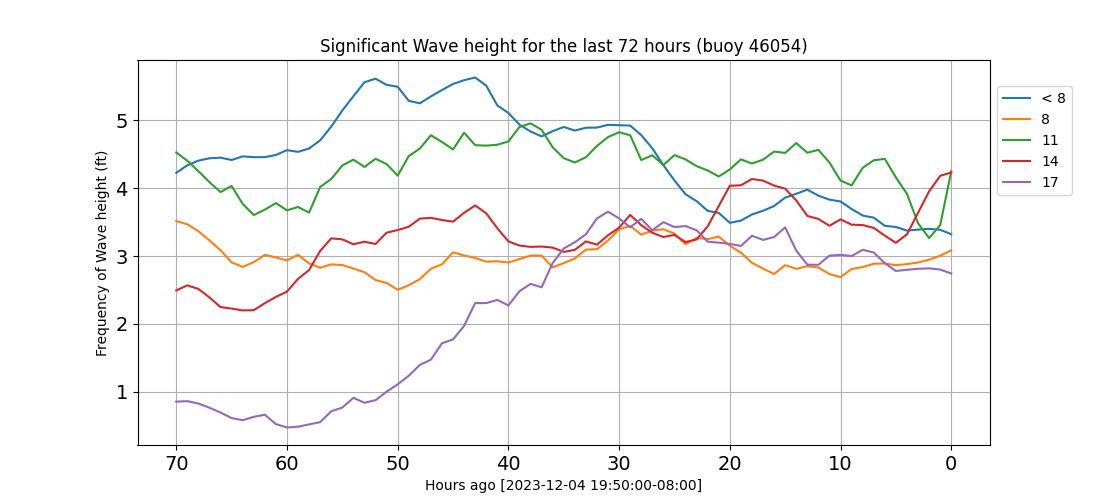 Significant Wave height for the last 72 hours (buoy 46054)
Frequency of Wave height (ft)
5
4
3
2
1
70 60 50 40 30 20 10 0
Hours ago [2023-12-04 19:50:00-08:00]
< 8
8
11
14
17